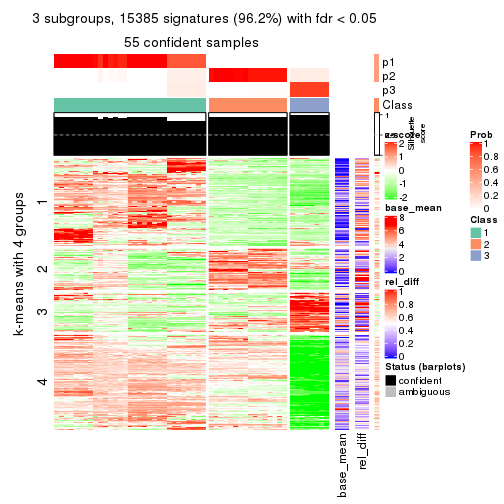 3 subgroups, 15385 signatures (96.2%) with fdr < 0.05
55 confident samples
p1
p2
p3
Class
1
Silhouette
score
k-means with 4 groups
1
2
3
4
base_mean
rel_diff
z-score
2
1
0
-1
-2
base_mean
8
6
4
2
0
rel_diff
1
0.8
0.6
0.4
0.2
0
Status (barplots)
confident
ambiguous
Prob
1
0.8
0.6
0.4
0.2
0
Class
1
2
3